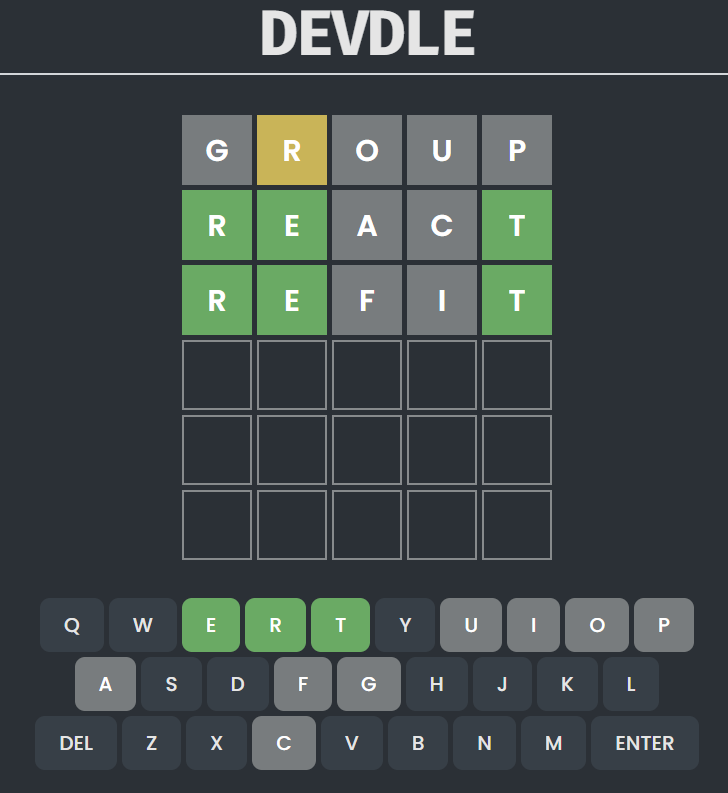 DEVDLE
G R O U P
R E A C T
R E F I T
Q W E R T Y U I O P
A S D F G H J K L
DEL Z X C V B N M ENTER